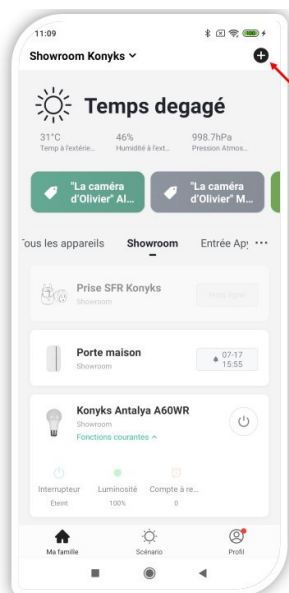 11:09
100
Showroom Konyks
Temps degagé
31°C 46% 998.7hPa
Temp à l'extérie... Humidité à l'ext... Pression Atmos...
"La caméra d'Olivier" Al...
"La caméra d'Olivier" M...
Tous les appareils Showroom Entrée Ap
Prise SFR Konyks
Showroom
Hors ligne
Porte maison
Showroom
07-17
15:55
Konyks Antalya A60WR
Showroom
Fonctions courantes
Interrupteur Luminosité Compte à re...
Éteint 100% 0
Ma famille Scénario Profil